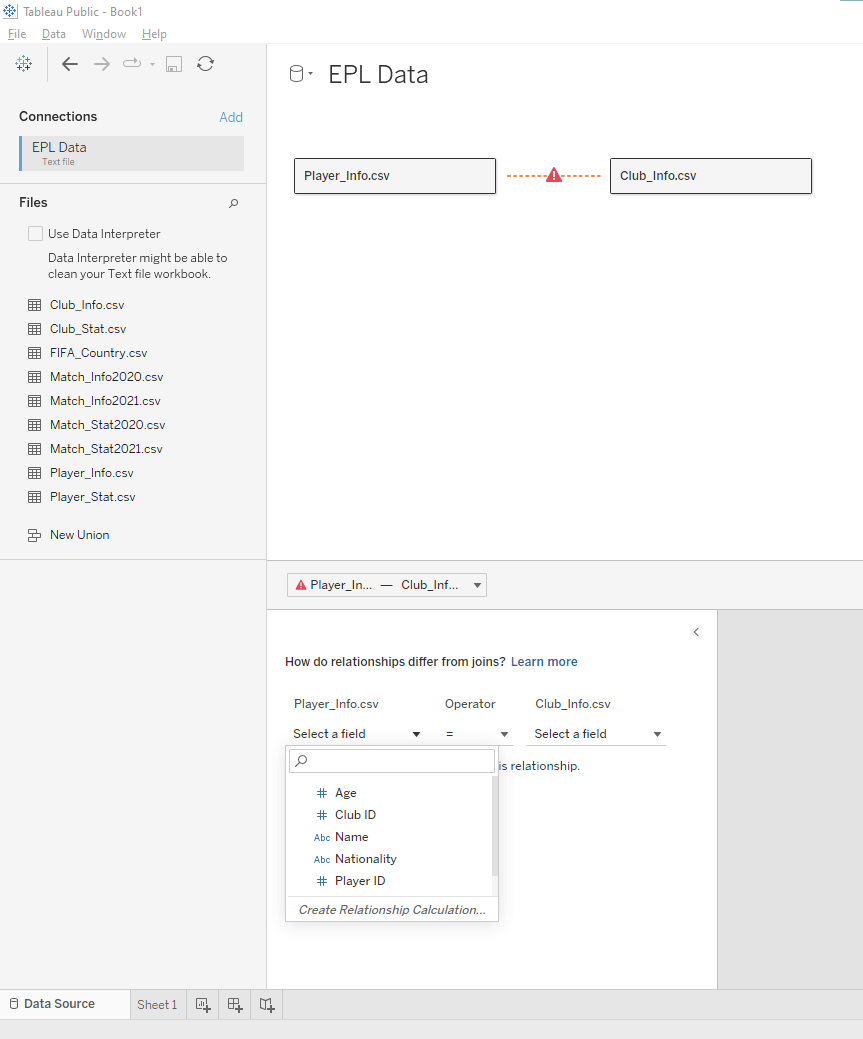 Tableau Public - Book1
File Data Window Help
EPL Data
Connections Add
EPL Data
Text file
Player_Info.csv
Club_Info.csv
Files
Use Data Interpreter
Data Interpreter might be able to
clean your Text file workbook.
Club_Info.csv
Club_Stat.csv
FIFA_Country.csv
Match_Info2020.csv
Match_Info2021.csv
Match_Stat2020.csv
Match_Stat2021.csv
Player_Info.csv
Player_Stat.csv
New Union
Player_In... — Club_Inf...
How do relationships differ from joins? Learn more
Player_Info.csv Operator Club_Info.csv
Select a field = Select a field
is relationship.
# Age
# Club ID
Abc Name
Abc Nationality
# Player ID
Create Relationship Calculation...
Data Source Sheet 1